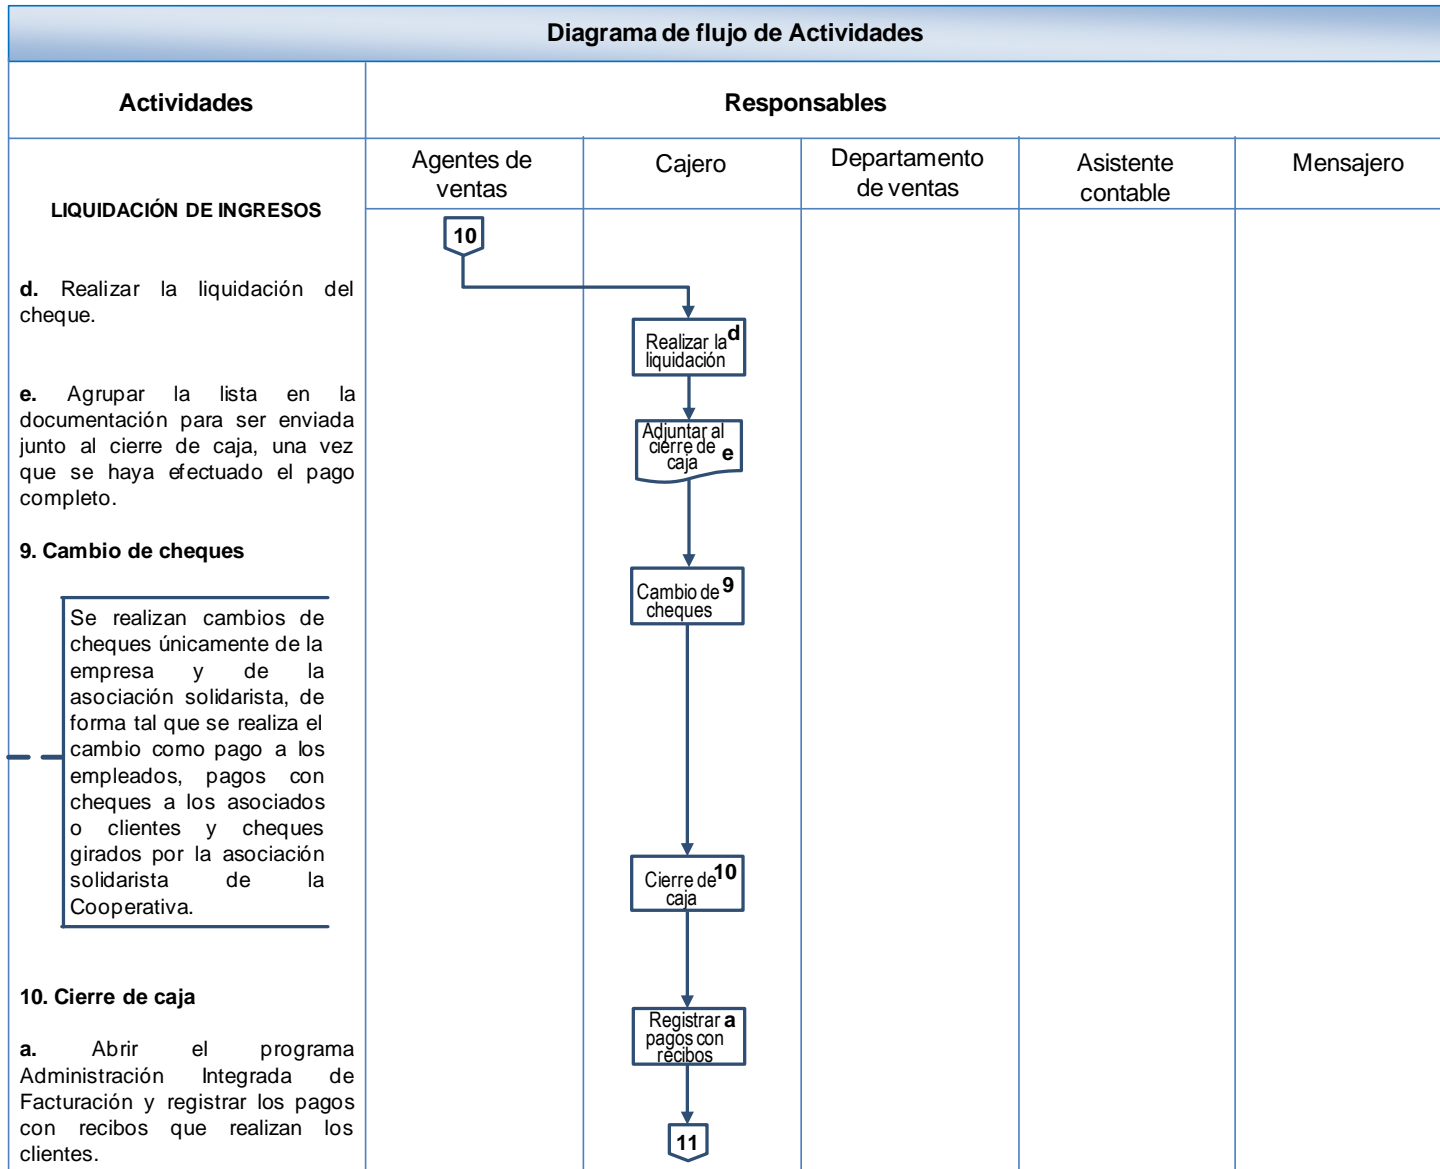 Diagrama de flujo de Actividades
Actividades
Responsables
LIQUIDACIÓN DE INGRESOS
Agentes de
ventas
Cajero
Departamento
de ventas
Asistente
contable
Mensajero
d. Realizar la liquidación del
cheque.
e. Agrupar la lista en la
documentación para ser enviada
junto al cierre de caja, una vez
que se haya efectuado el pago
completo.
9. Cambio de cheques
Se realizan cambios de
cheques únicamente de la
empresa y de la
asociación solidarista, de
forma tal que se realiza el
cambio como pago a los
empleados, pagos con
cheques a los asociados
o clientes y cheques
girados por la asociación
solidarista de la
Cooperativa.
10. Cierre de caja
a. Abrir el programa
Administración Integrada de
Facturación y registrar los pagos
con recibos que realizan los
clientes.
10
Realizar la d
liquidación
Adjuntar al
cierre de e
caja
Cambio de 9
cheques
Cierre de 10
caja
Registrar a
pagos con
recibos
11